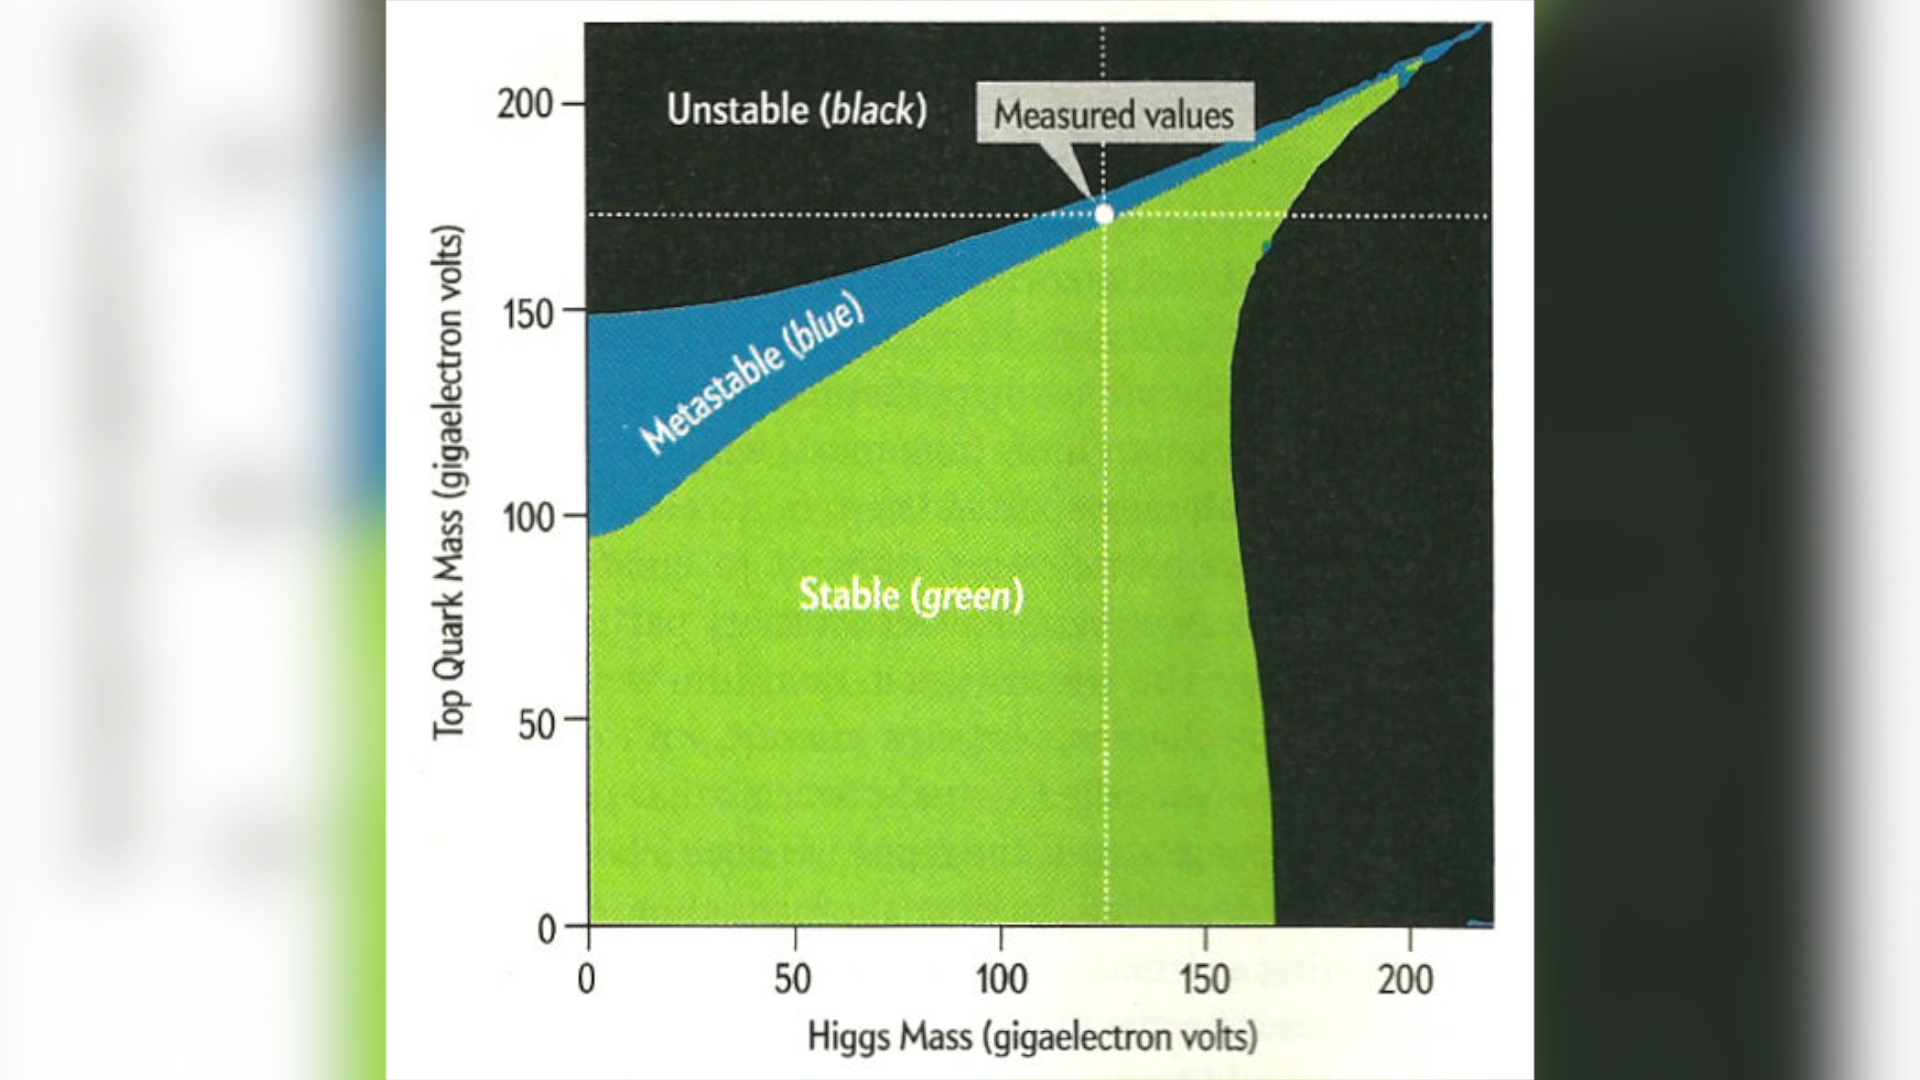 Unstable (black)
Measured values
Metastable (blue)
Stable (green)
Top Quark Mass (gigaelectron volts)
200
150
100
50
0
0
50
100
150
200
Higgs Mass (gigaelectron volts)